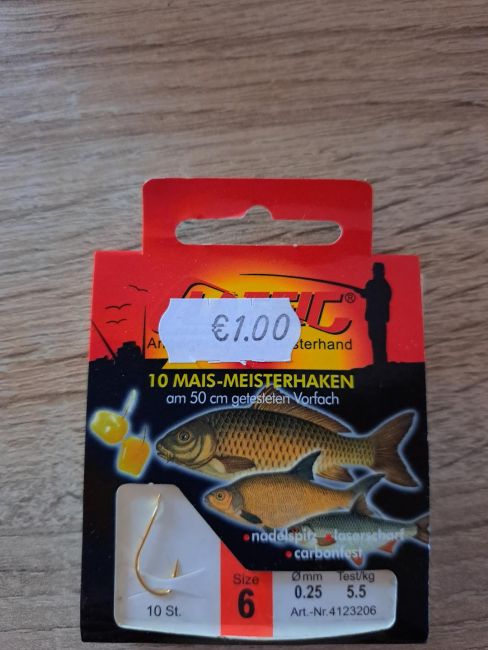 €1.00
10 MAIS-MEISTERHAKEN
am 50 cm getesteten Vorfach
•nadelspitz •laserscharf
•carbonfest
Size Ømm Test/kg
6 0.25 5.5
10 St. Art.-Nr.4123206